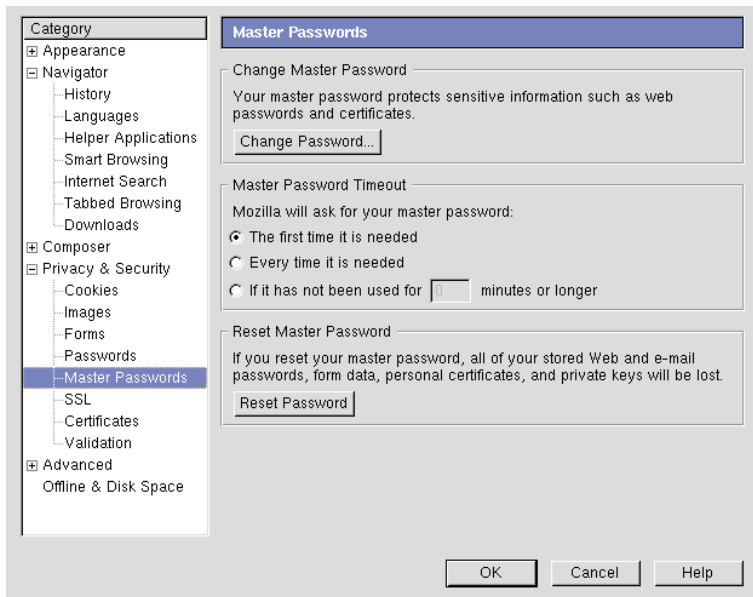 Category
Appearance
Navigator
History
Languages
Helper Applications
Smart Browsing
Internet Search
Tabbed Browsing
Downloads
Composer
Privacy & Security
Cookies
Images
Forms
Passwords
Master Passwords
SSL
Certificates
Validation
Advanced
Offline & Disk Space
Master Passwords
Change Master Password
Your master password protects sensitive information such as web
passwords and certificates.
Change Password...
Master Password Timeout
Mozilla will ask for your master password:
The first time it is needed
Every time it is needed
If it has not been used for 0 minutes or longer
Reset Master Password
If you reset your master password, all of your stored Web and e-mail
passwords, form data, personal certificates, and private keys will be lost.
Reset Password
OK Cancel Help